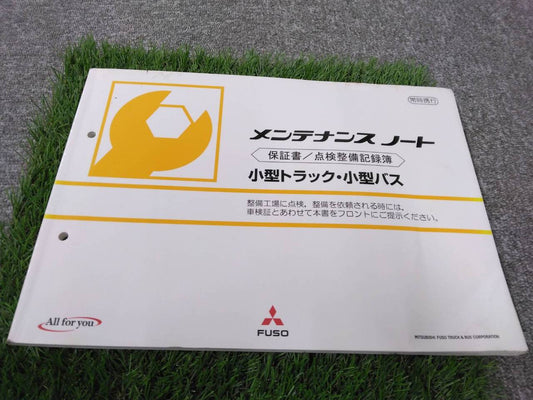 常時携行
メンテナンス ノート
保証書／点検整備記録簿
小型トラック・小型バス
整備工場に点検、整備を依頼される時には、
車検証とあわせて本書をフロントにご提示ください。
All for you
FUSO
MITSUBISHI FUSO TRUCK & BUS CORPORATION